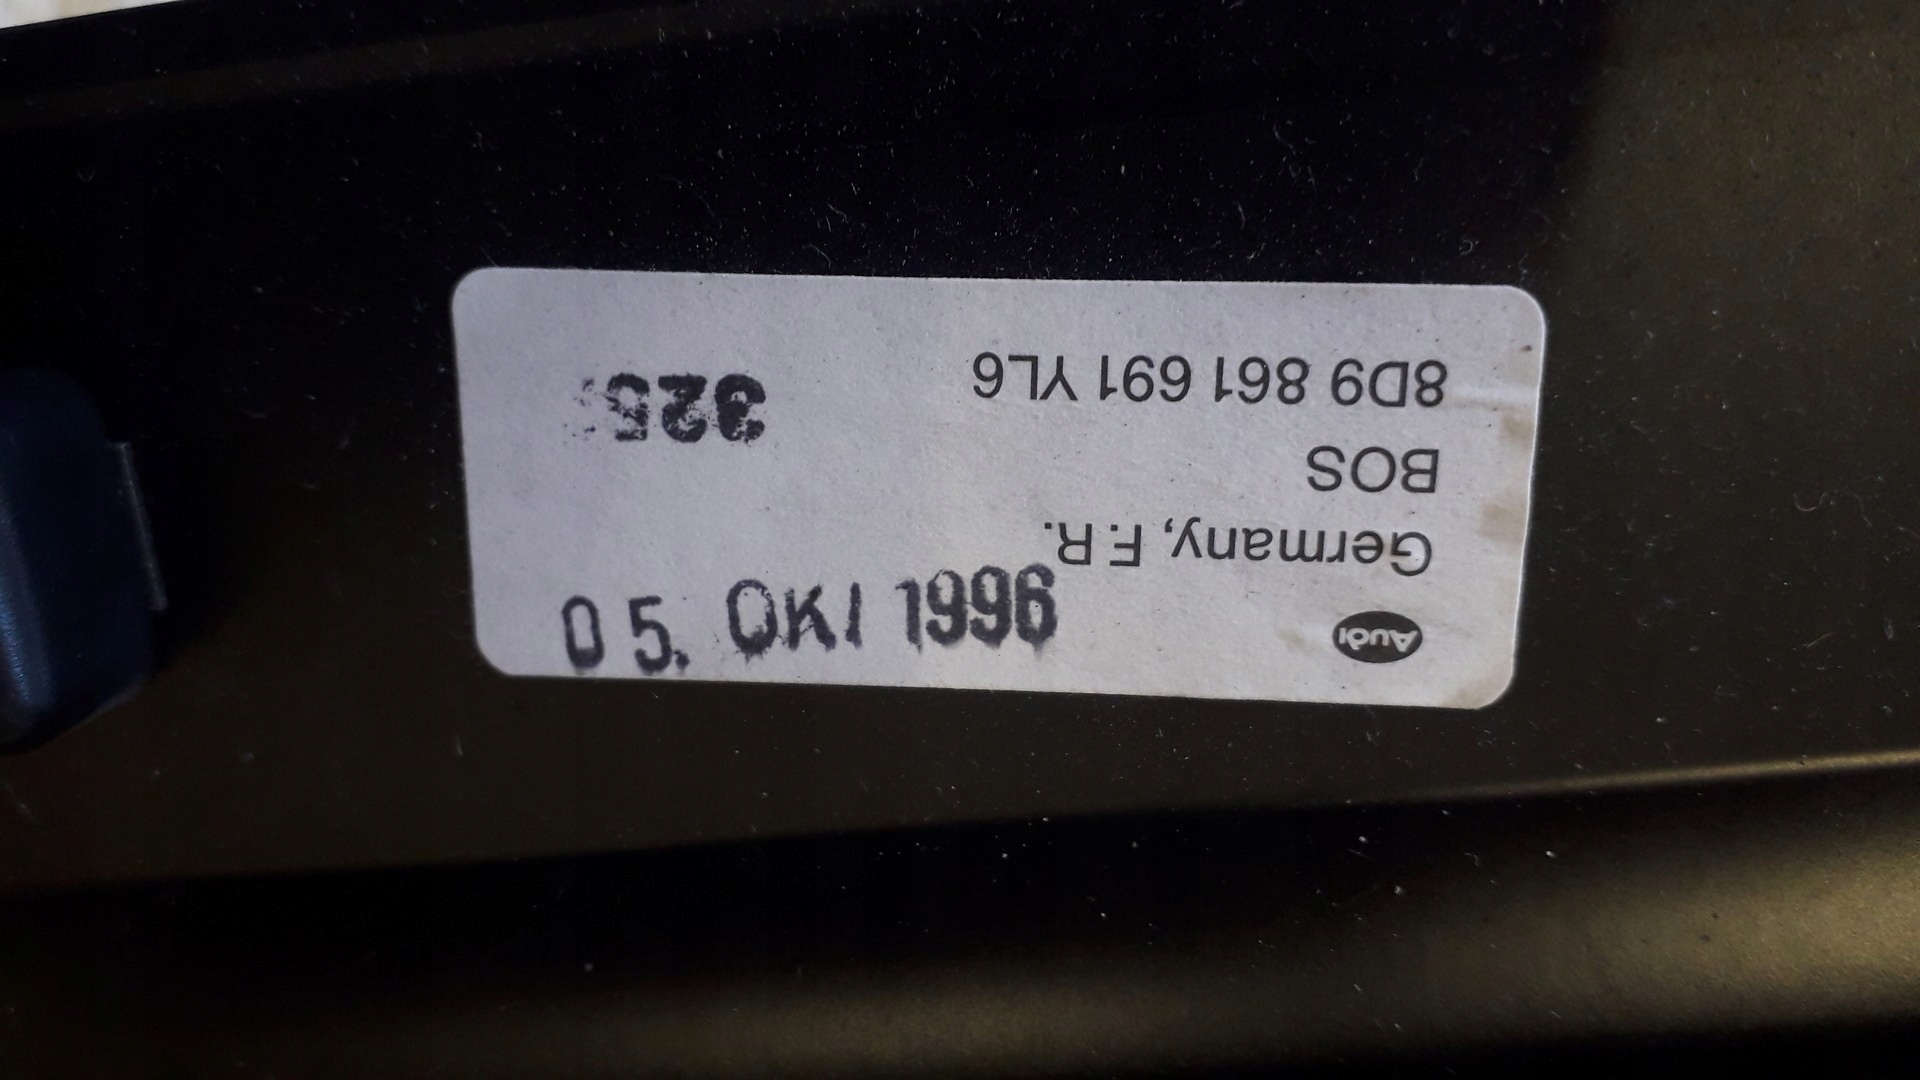 8D9 861 691 YL6
325
BOS
Germany, F.R.
Audi
05. OKT 1996